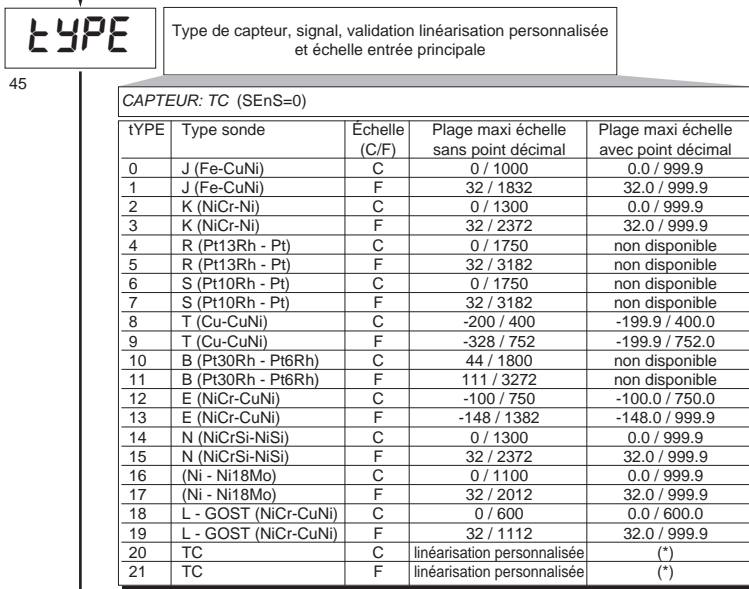 tYPE
Type de capteur, signal, validation linéarisation personnalisée
et échelle entrée principale
45
CAPTEUR: TC (SEnS=0)
tYPE Type sonde Échelle Plage maxi échelle Plage maxi échelle
(C/F) sans point décimal avec point décimal
0 J (Fe-CuNi) C 0 / 1000 0.0 / 999.9
1 J (Fe-CuNi) F 32 / 1832 32.0 / 999.9
2 K (NiCr-Ni) C 0 / 1300 0.0 / 999.9
3 K (NiCr-Ni) F 32 / 2372 32.0 / 999.9
4 R (Pt13Rh - Pt) C 0 / 1750 non disponible
5 R (Pt13Rh - Pt) F 32 / 3182 non disponible
6 S (Pt10Rh - Pt) C 0 / 1750 non disponible
7 S (Pt10Rh - Pt) F 32 / 3182 non disponible
8 T (Cu-CuNi) C -200 / 400 -199.9 / 400.0
9 T (Cu-CuNi) F -328 / 752 -199.9 / 752.0
10 B (Pt30Rh - Pt6Rh) C 44 / 1800 non disponible
11 B (Pt30Rh - Pt6Rh) F 111 / 3272 non disponible
12 E (NiCr-CuNi) C -100 / 750 -100.0 / 750.0
13 E (NiCr-CuNi) F -148 / 1382 -148.0 / 999.9
14 N (NiCrSi-NiSi) C 0 / 1300 0.0 / 999.9
15 N (NiCrSi-NiSi) F 32 / 2372 32.0 / 999.9
16 (Ni - Ni18Mo) C 0 / 1100 0.0 / 999.9
17 (Ni - Ni18Mo) F 32 / 2012 32.0 / 999.9
18 L - GOST (NiCr-CuNi) C 0 / 600 0.0 / 600.0
19 L - GOST (NiCr-CuNi) F 32 / 1112 32.0 / 999.9
20 TC C linéarisation personnalisée (*)
21 TC F linéarisation personnalisée (*)